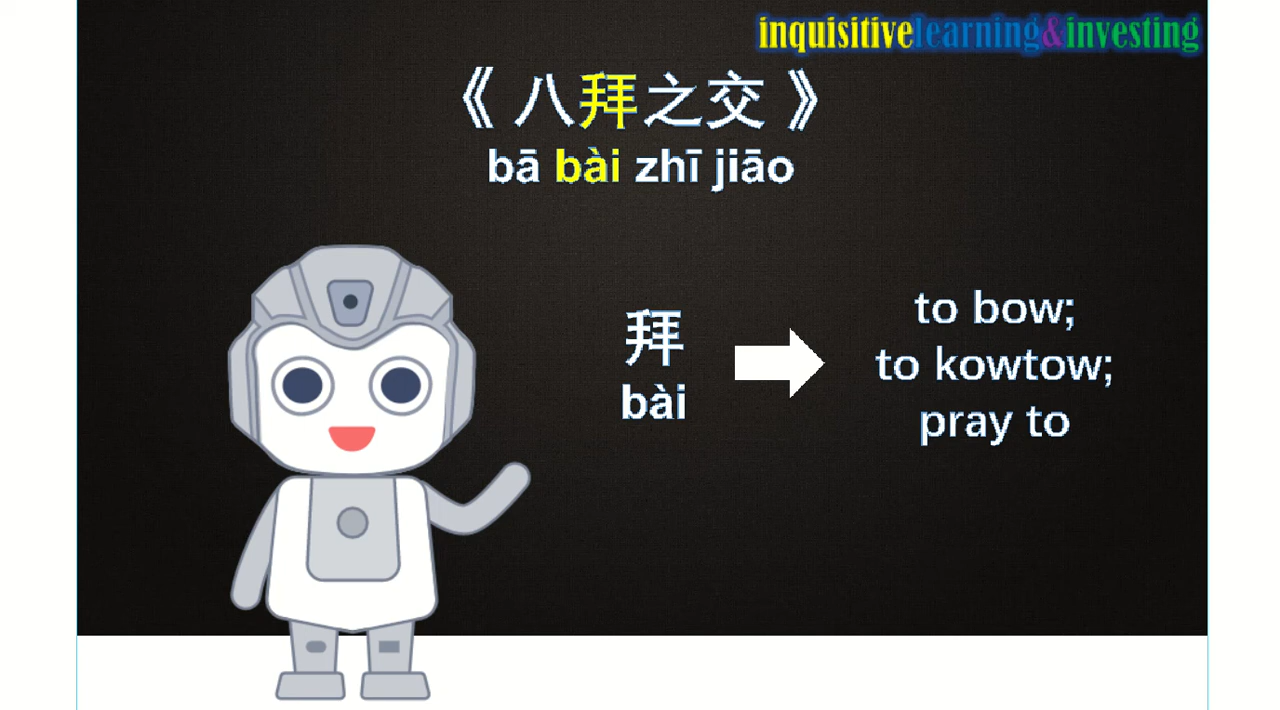 inquisitivelearning&investing
《 八拜之交 》
bā bài zhī jiāo
拜
bài
to bow;
to kowtow;
pray to